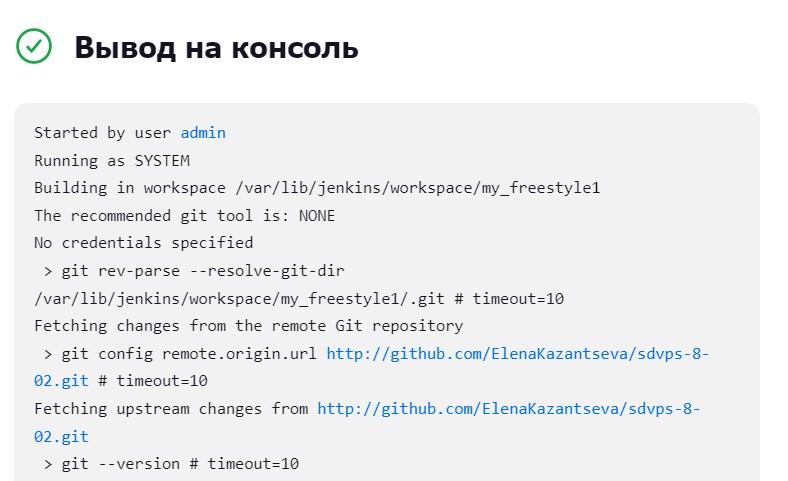 Вывод на консоль
Started by user admin
Running as SYSTEM
Building in workspace /var/lib/jenkins/workspace/my_freestyle1
The recommended git tool is: NONE
No credentials specified
 > git rev-parse --resolve-git-dir
/var/lib/jenkins/workspace/my_freestyle1/.git # timeout=10
Fetching changes from the remote Git repository
 > git config remote.origin.url http://github.com/ElenaKazantseva/sdvps-8-
02.git # timeout=10
Fetching upstream changes from http://github.com/ElenaKazantseva/sdvps-8-
02.git
 > git --version # timeout=10